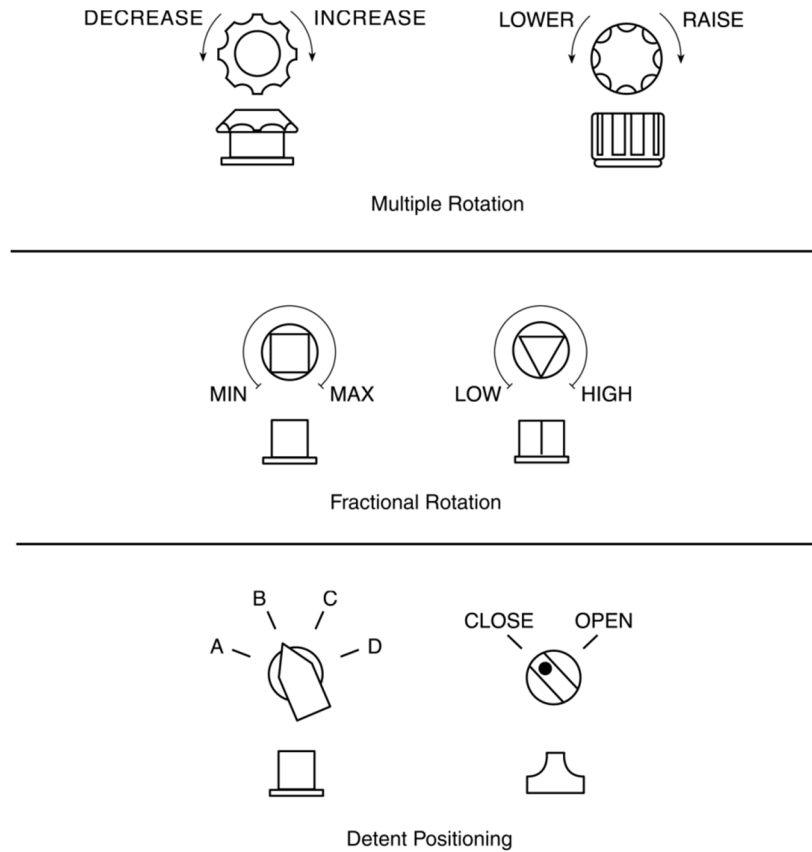 DECREASE INCREASE LOWER RAISE
Multiple Rotation
MIN MAX LOW HIGH
Fractional Rotation
B C
A D
CLOSE OPEN
Detent Positioning